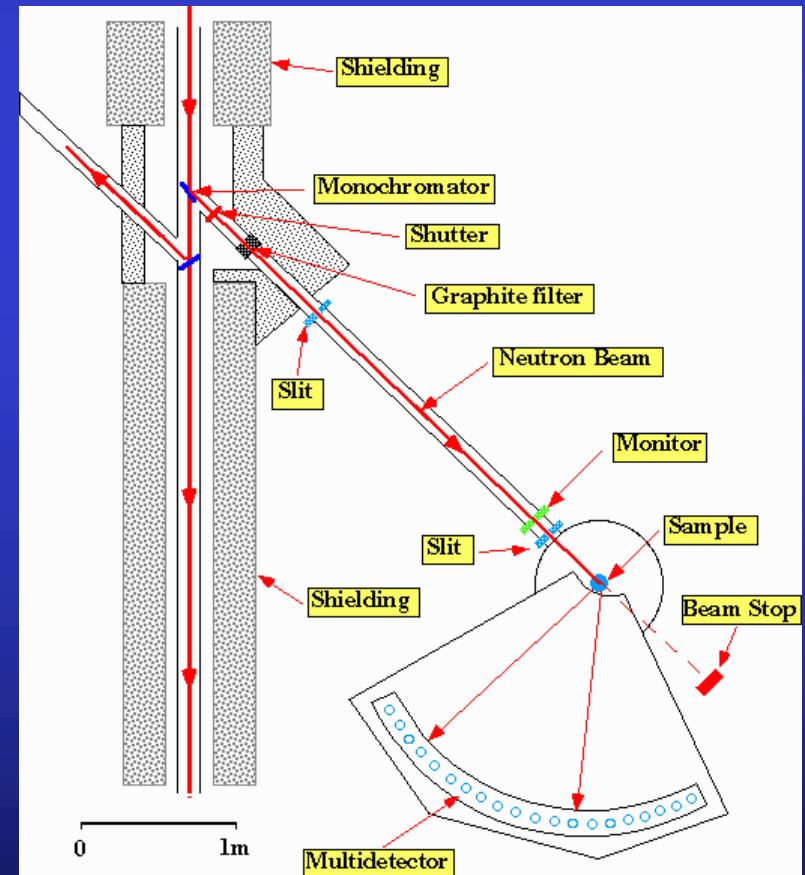 Shielding
Monochromator
Shutter
Graphite filter
Neutron Beam
Slit
Monitor
Sample
Slit
Shielding
Beam Stop
0 1m
Multidetector